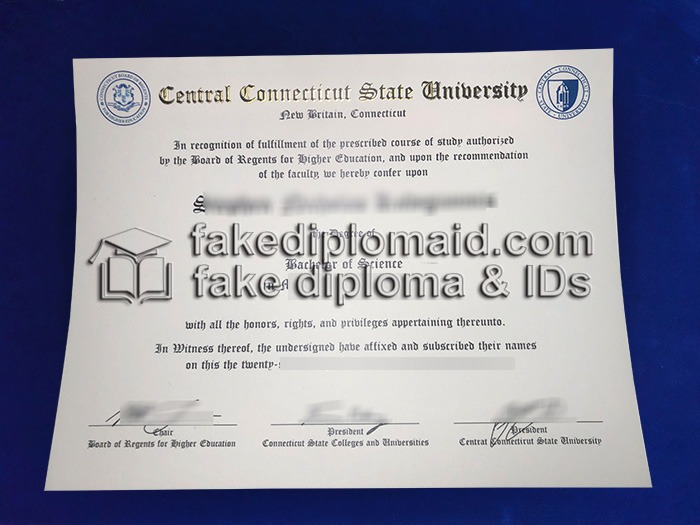 Central Connecticut State University
New Britain, Connecticut
In recognition of fulfillment of the prescribed course of study authorized
by the Board of Regents for Higher Education, and upon the recommendation
of the faculty, we hereby confer upon
the Degree of
fakediplomaid.com
Bachelor of Science
fake diploma & IDs
with all the honors, rights, and privileges appertaining thereunto.
In Witness thereof, the undersigned have affixed and subscribed their names
on this the twenty-
Chair
Board of Regents for Higher Education
President
Connecticut State Colleges and Universities
President
Central Connecticut State University